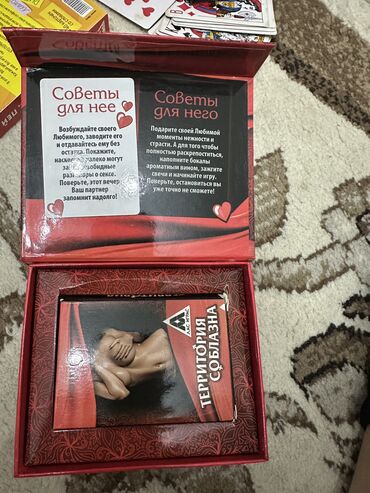 Советы
для нее
Возбуждайте своего
Любимого, заводите его
и отдавайтесь ему без
остатка. Покажите,
насколько далеко могут
зайти
разговоры о сексе.
Поверьте, этот вечер
Ваш партнер
запомнит надолго!
Советы
для него
Подарите своей Любимой
моменты нежности и
страсти. А для того чтобы
полностью раскрепоститься,
наполните бокалы
ароматным вином, зажгите
свечи и начинайте игру.
Поверьте, остановиться вы
уже точно не сможете!
ТЕРРИТОРИЯ
СОБЛАЗНА